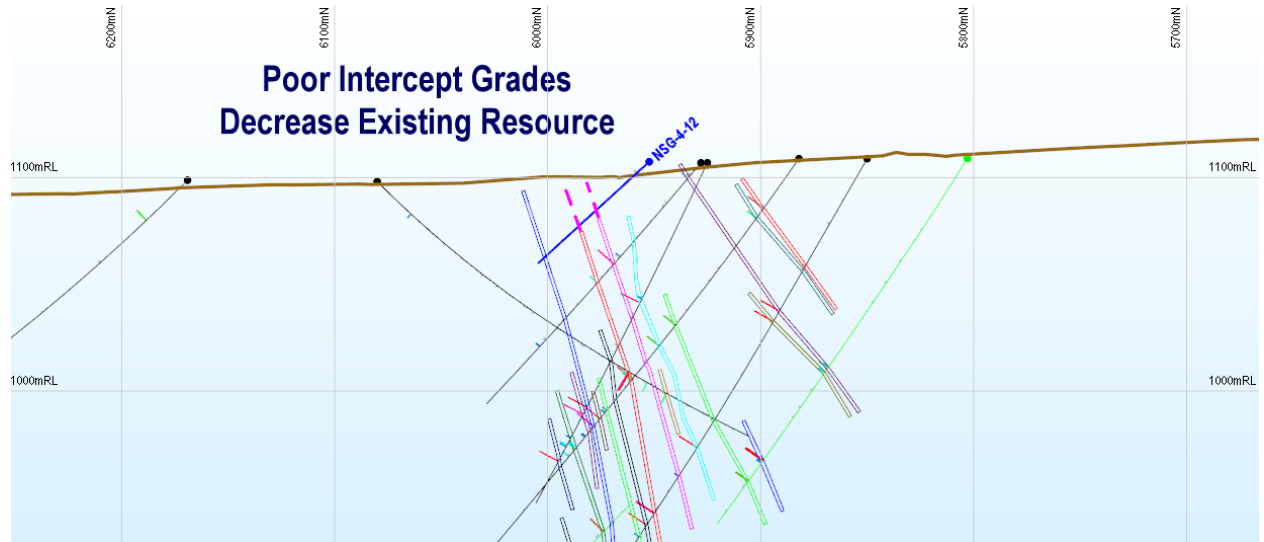 6200mN
6100mN
6000mN
5900mN
5800mN
5700mN
Poor Intercept Grades
Decrease Existing Resource
NSG-4-12
1100mRL
1100mRL
1000mRL
1000mRL